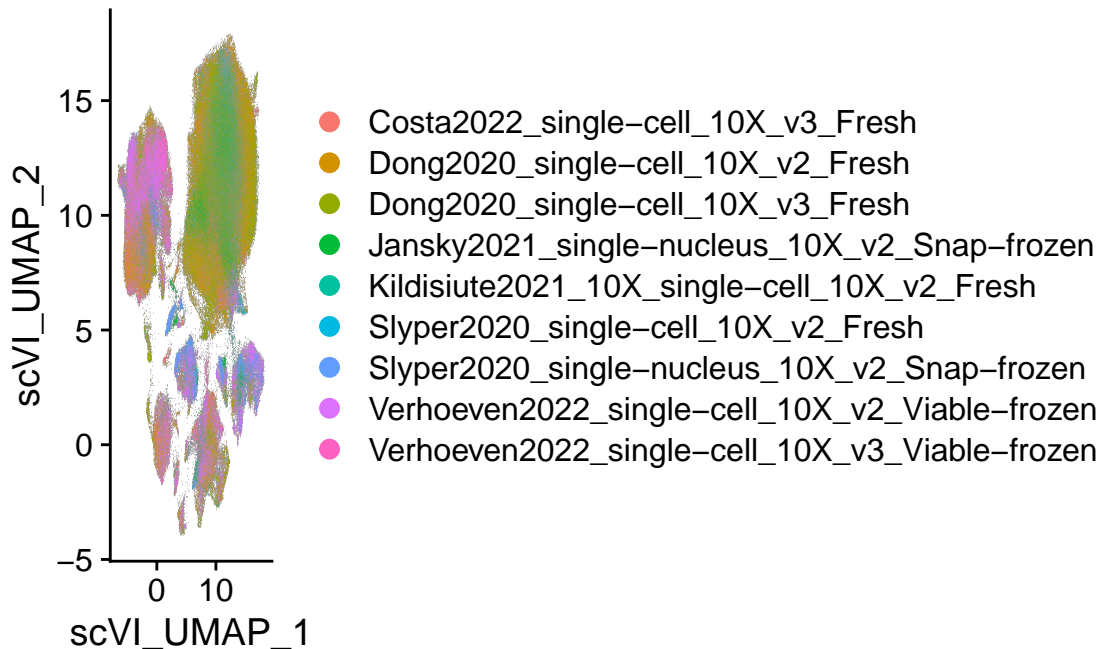 scVI_UMAP_2
15
10
5
0
−5
0 10
scVI_UMAP_1
Costa2022_single−cell_10X_v3_Fresh
Dong2020_single−cell_10X_v2_Fresh
Dong2020_single−cell_10X_v3_Fresh
Jansky2021_single−nucleus_10X_v2_Snap−frozen
Kildisiute2021_10X_single−cell_10X_v2_Fresh
Slyper2020_single−cell_10X_v2_Fresh
Slyper2020_single−nucleus_10X_v2_Snap−frozen
Verhoeven2022_single−cell_10X_v2_Viable−frozen
Verhoeven2022_single−cell_10X_v3_Viable−frozen